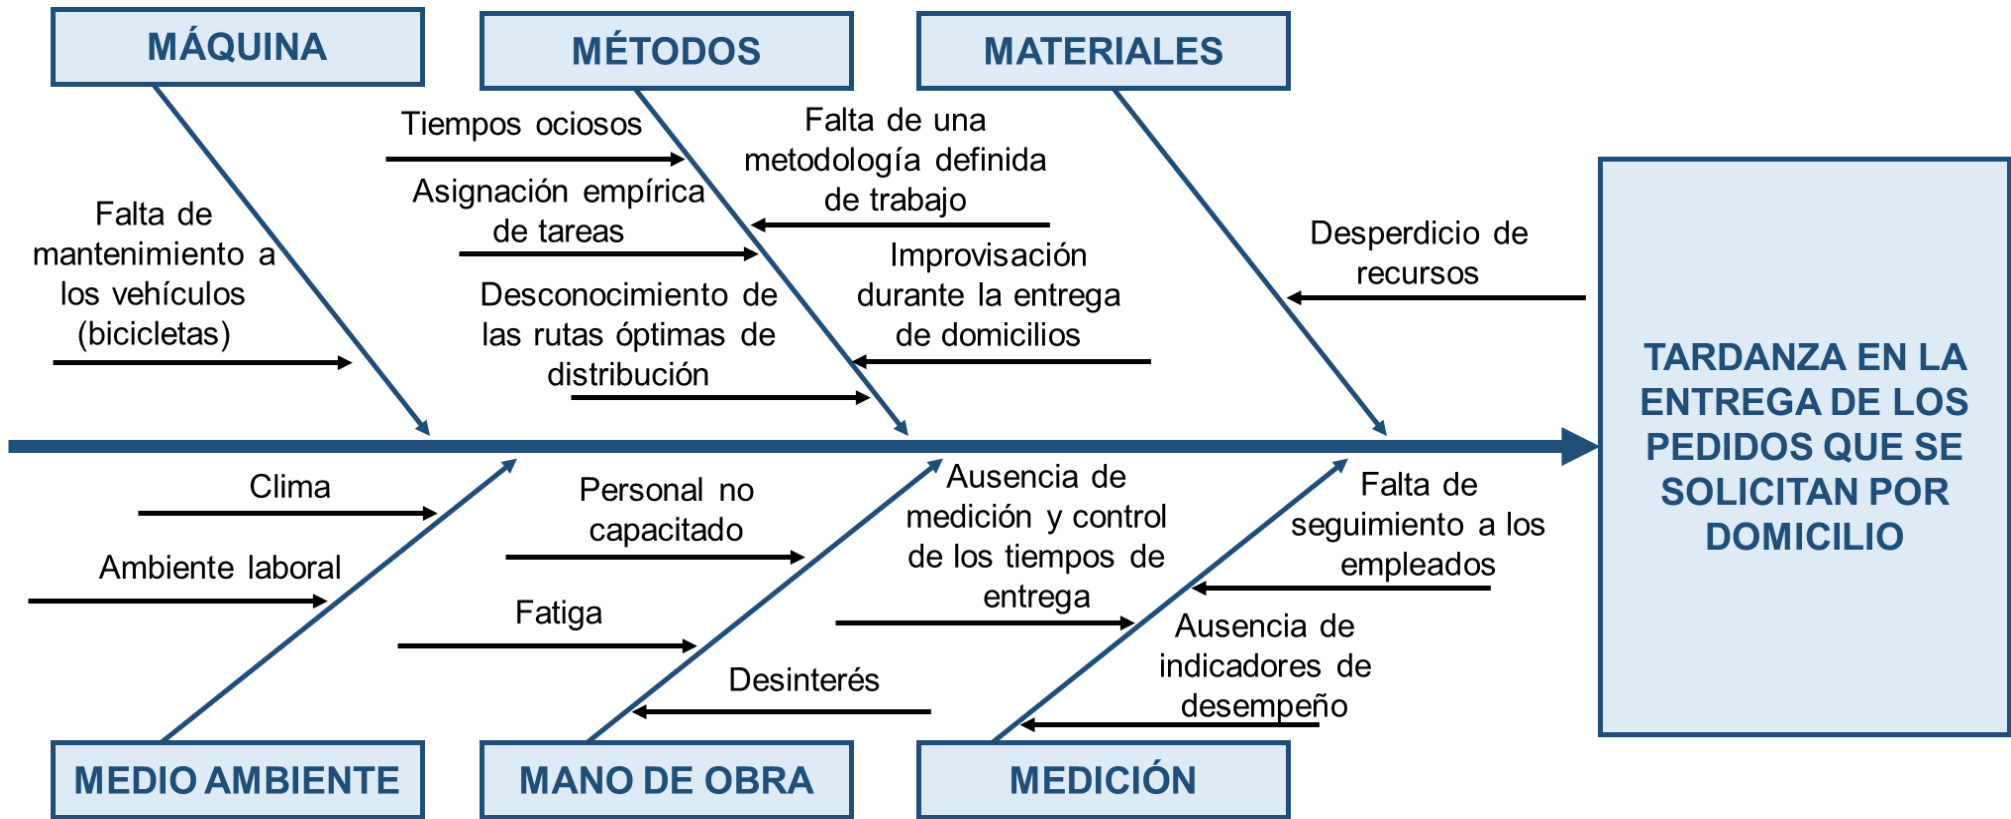 MÁQUINA
MÉTODOS
MATERIALES
Falta de
mantenimiento a
los vehículos
(bicicletas)
Tiempos ociosos
Asignación empírica
de tareas
Desconocimiento de
las rutas óptimas de
distribución
Falta de una
metodología definida
de trabajo
Improvisación
durante la entrega
de domicilios
Desperdicio de
recursos
TARDANZA EN LA
ENTREGA DE LOS
PEDIDOS QUE SE
SOLICITAN POR
DOMICILIO
Clima
Ambiente laboral
Personal no
capacitado
Fatiga
Desinterés
Ausencia de
medición y control
de los tiempos de
entrega
Falta de
seguimiento a los
empleados
Ausencia de
indicadores de
desempeño
MEDIO AMBIENTE
MANO DE OBRA
MEDICIÓN